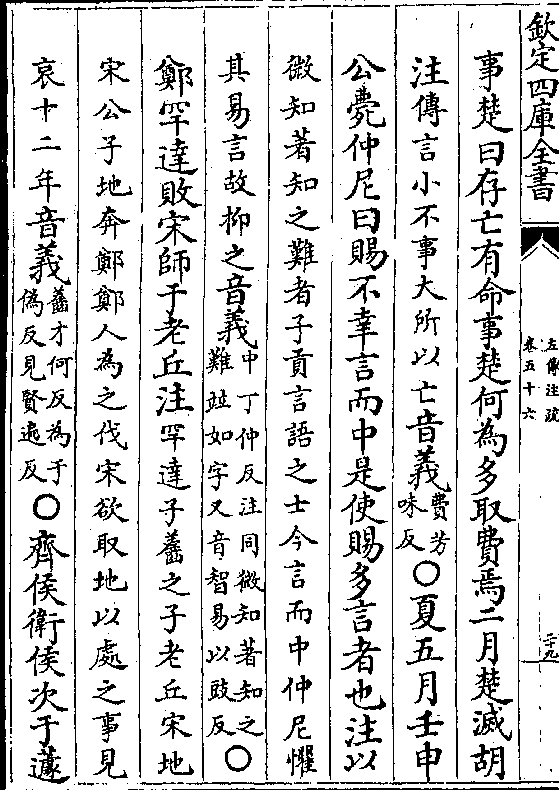 欽定四庫全書
左傳注疏
卷五十六
二十九
事楚曰存亡有命事楚何為多取費焉二月楚滅胡
注傳言小不事大所以亡音義費芳味反○夏五月壬申
公薨仲尼曰賜不幸言而中是使賜多言者也注以
微知著知之難者子貢言語之士今言而中仲尼懼
其易言故抑之音義中丁仲反注同微知著知之難竝如字又音智易以豉反○
鄭罕達敗宋師于老丘注罕達子齹之子老丘宋地
宋公子地奔鄭鄭人為之伐宋欲取地以處之事見
哀十二年音義齹才何反為于偽反見賢遍反○齊侯衛侯次于蘧